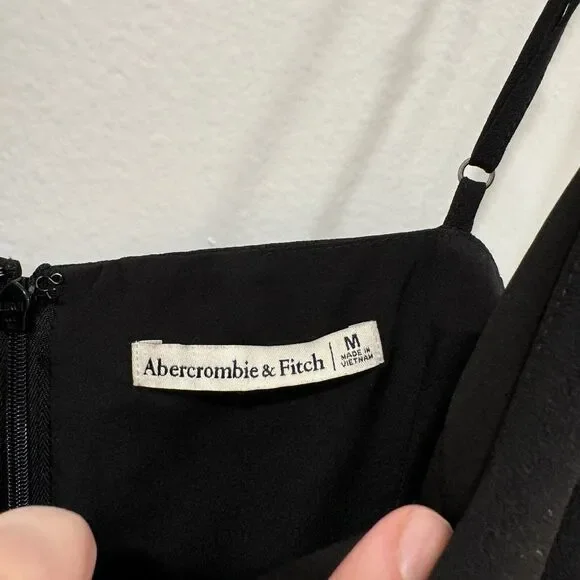 Abercrombie & Fitch
M
MADE IN
VIETNAM